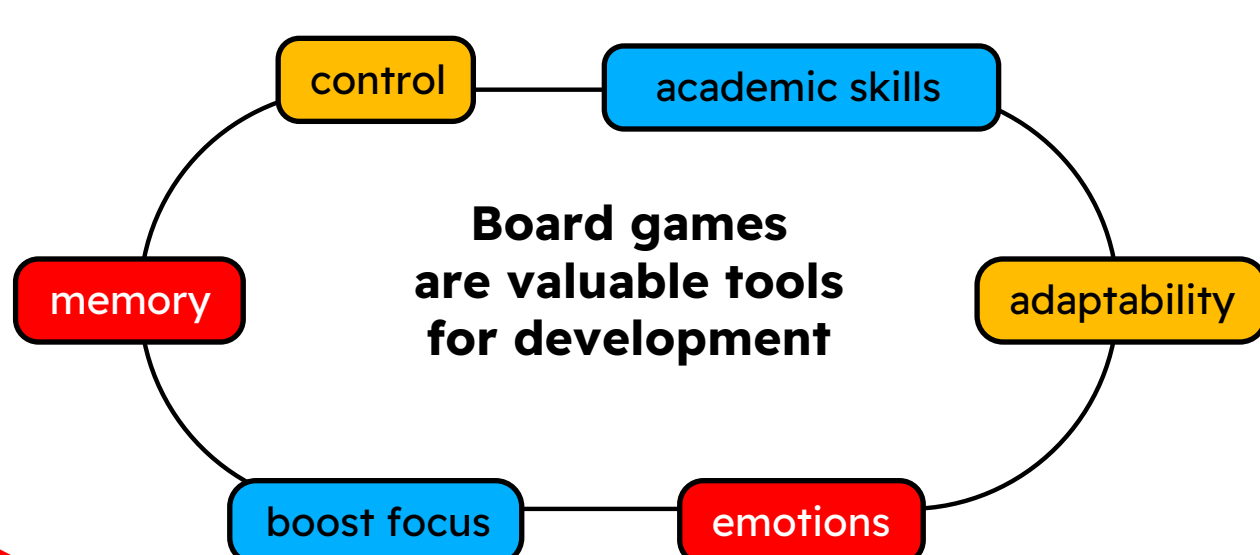 control
academic skills
Board games
are valuable tools
for development
memory
adaptability
boost focus
emotions